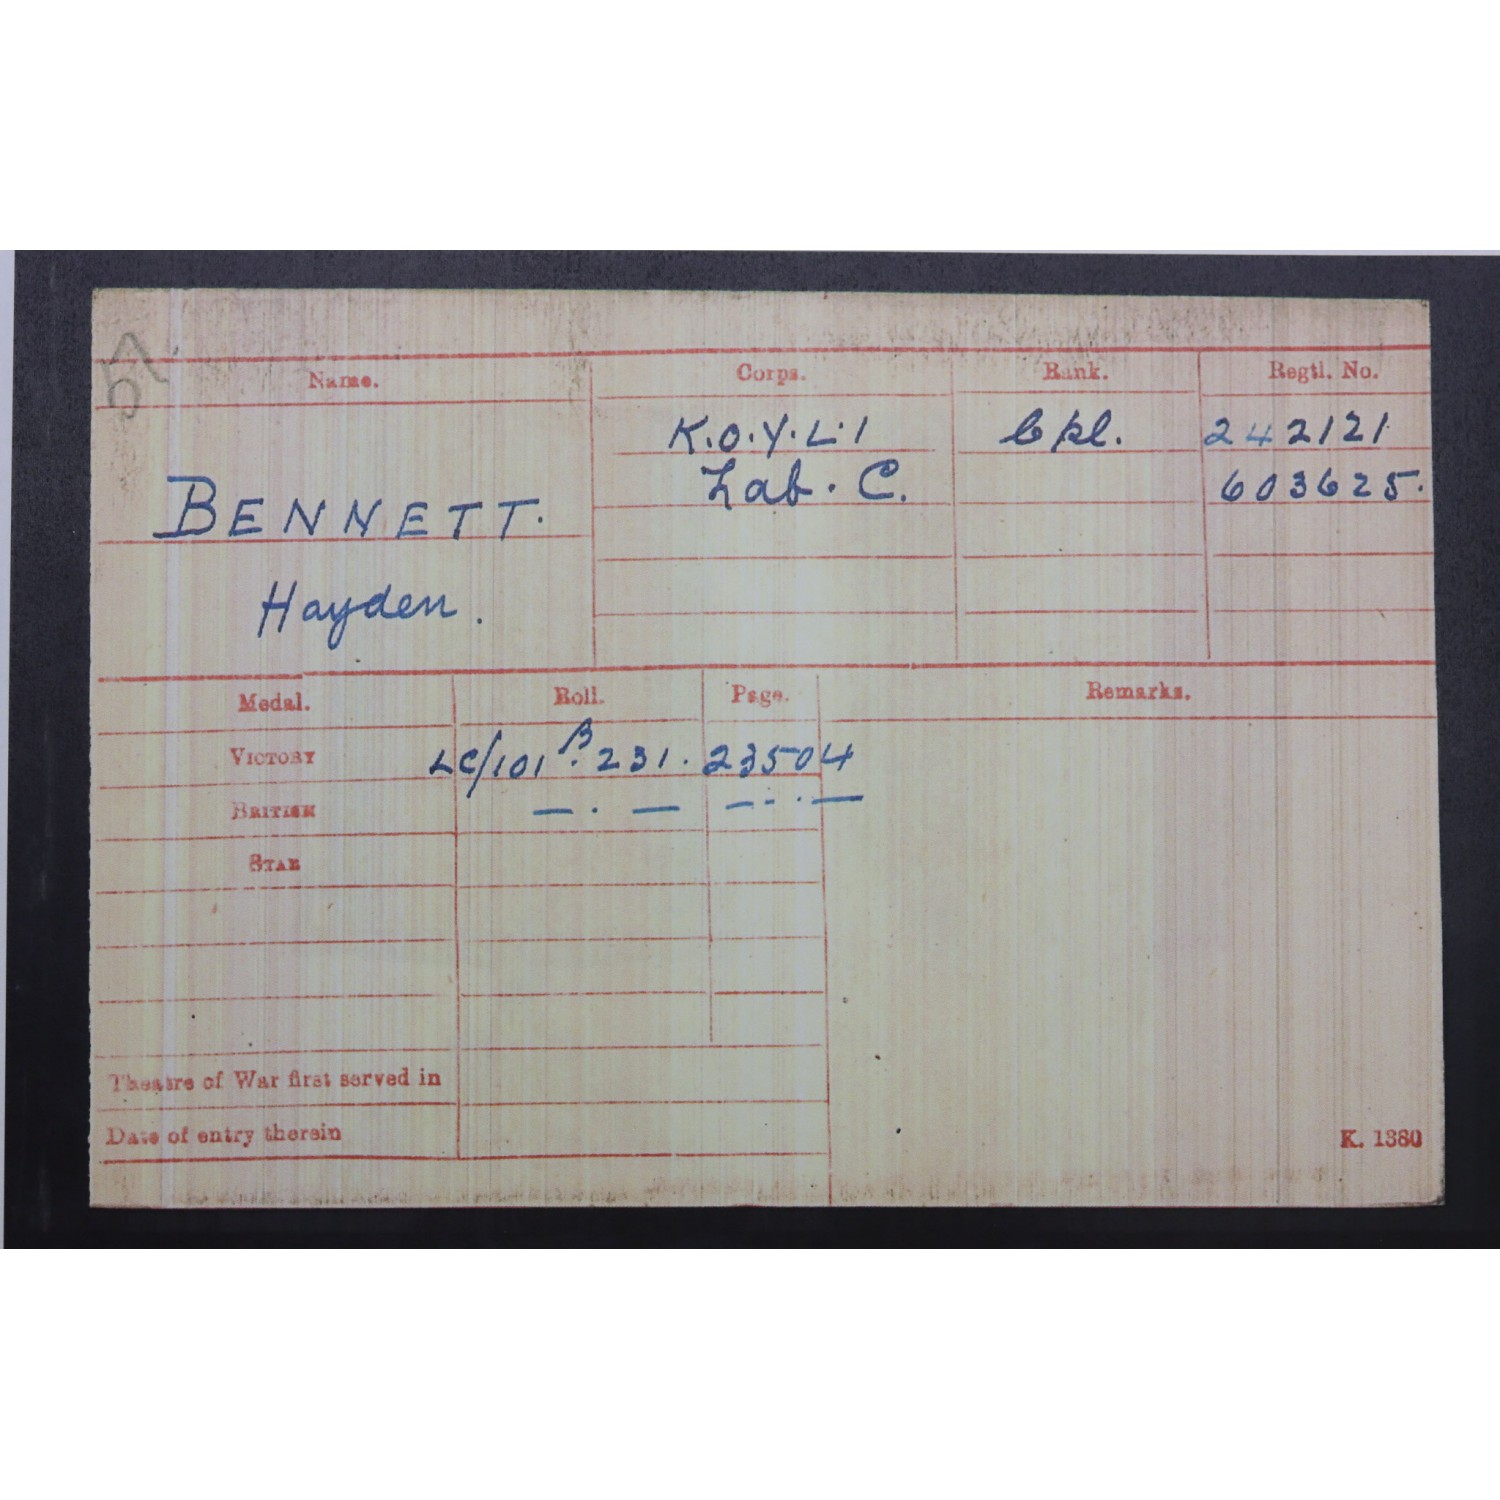 Name. Corps. Rank. Regtl. No.
K.O.Y.L.I Cpl. 242121
Lab. C. 603625.
BENNETT.
Hayden.
Medal. Roll. Page. Remarks.
VICTORY LC/101 B. 231. 23504
BRITISH — . — — - - . —
STAR
Theatre of War first served in
Date of entry therein
K. 1380